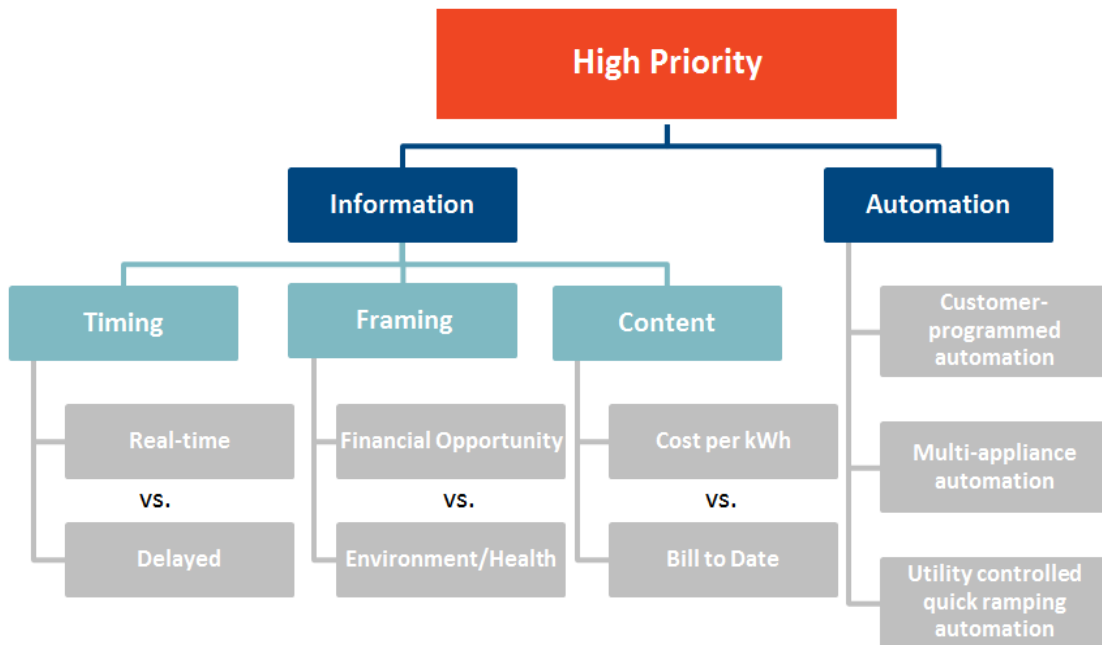 High Priority
Information
Automation
Timing
Framing
Content
Customer-
programmed
automation
Real-time
Financial Opportunity
Cost per kWh
Multi-appliance
automation
vs.
vs.
vs.
Delayed
Environment/Health
Bill to Date
Utility controlled
quick ramping
automation